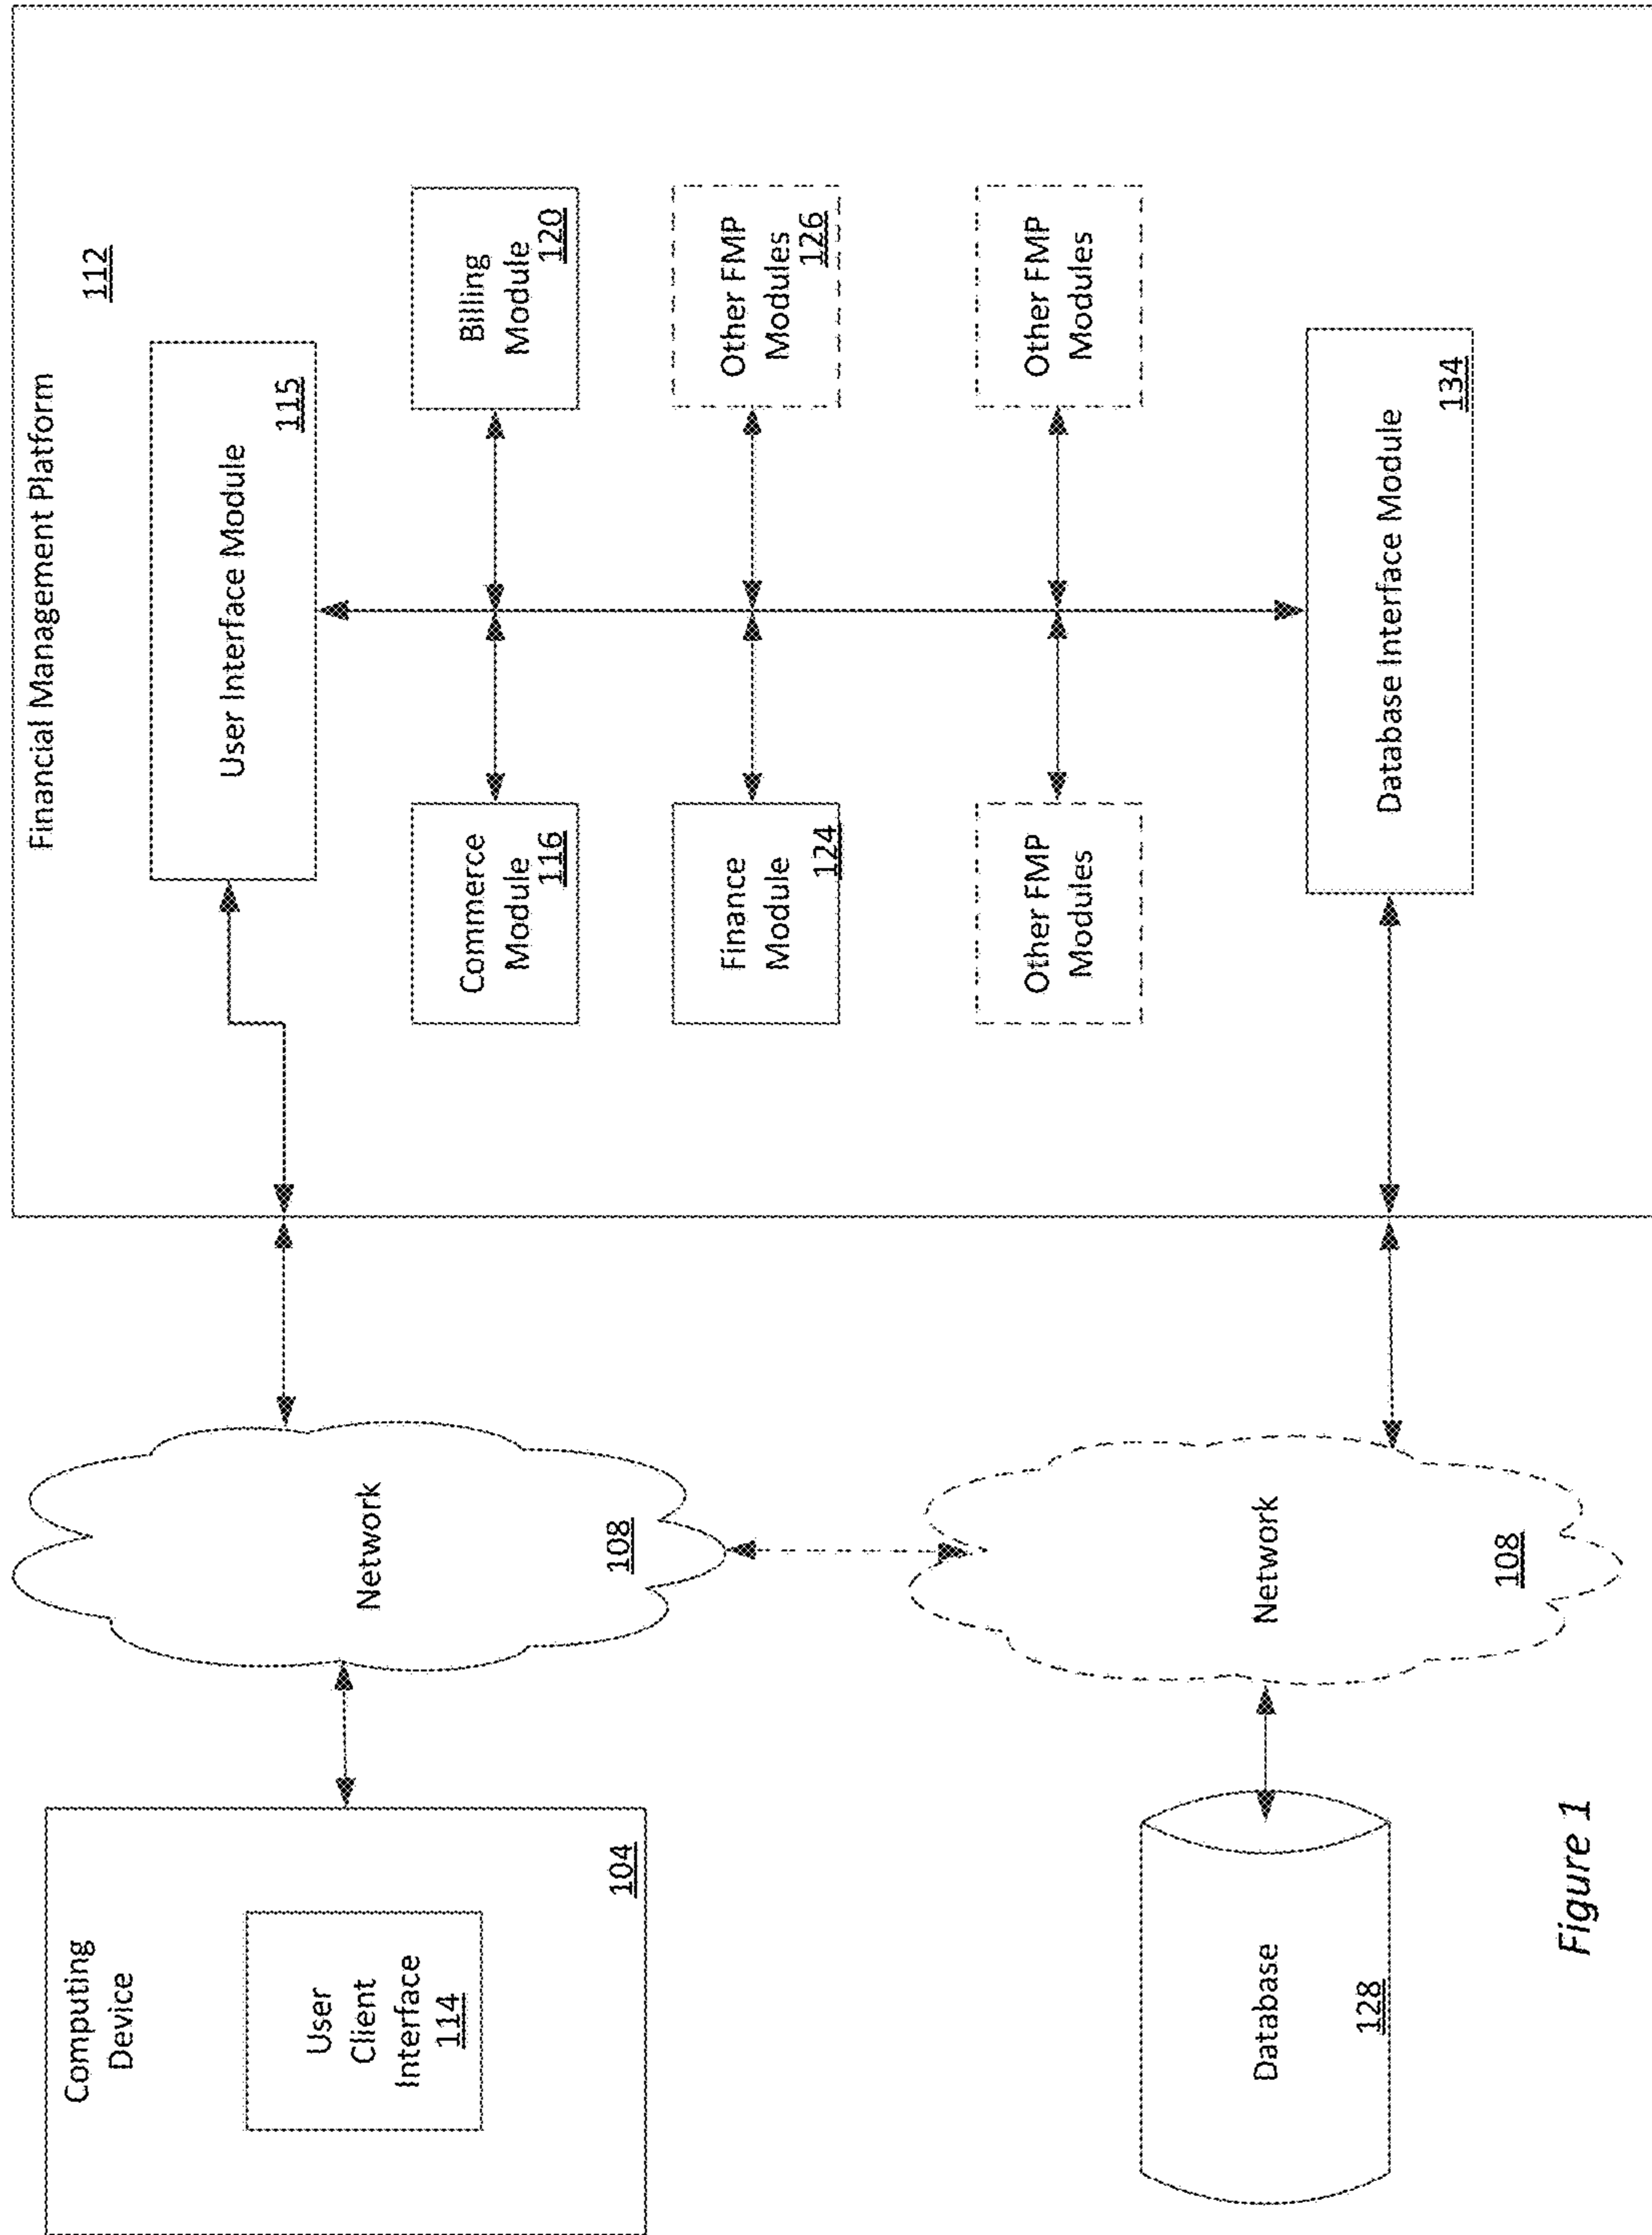 Financial Management Platform
112
User Interface Module
115
Commerce
Module
116
Billing
Module
120
Finance
Module
124
Other FMP
Modules
126
Other FMP
Modules
Other FMP
Modules
Database Interface Module
134
Network
108
Network
108
Computing
Device
104
User
Client
Interface
114
Database
128
Figure 1